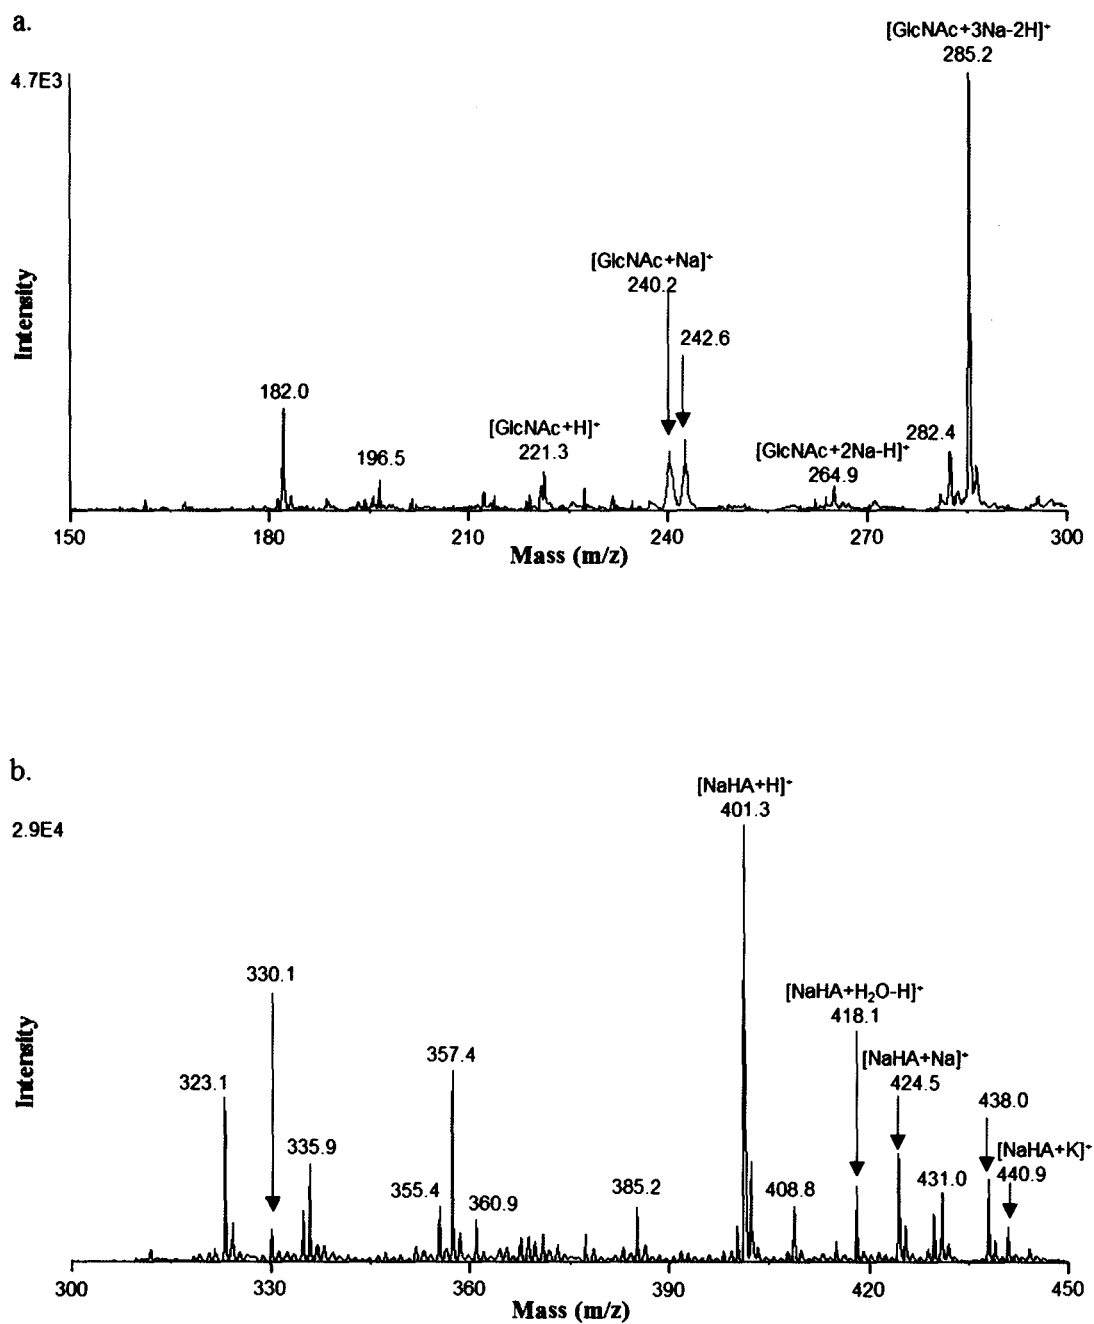 a.
[GlcNAc+3Na-2H]⁺
285.2
4.7E3
[GlcNAc+Na]⁺
240.2
242.6
182.0
[GlcNAc+H]⁺
221.3
196.5
282.4
[GlcNAc+2Na-H]⁺
264.9
Intensity
150 180 210 240 270 300
Mass (m/z)
b.
[NaHA+H]⁺
401.3
2.9E4
330.1
[NaHA+H₂O-H]⁺
418.1
357.4
[NaHA+Na]⁺
424.5
323.1
438.0
335.9
[NaHA+K]⁺
440.9
355.4
360.9
385.2
408.8
431.0
Intensity
300 330 360 390 420 450
Mass (m/z)